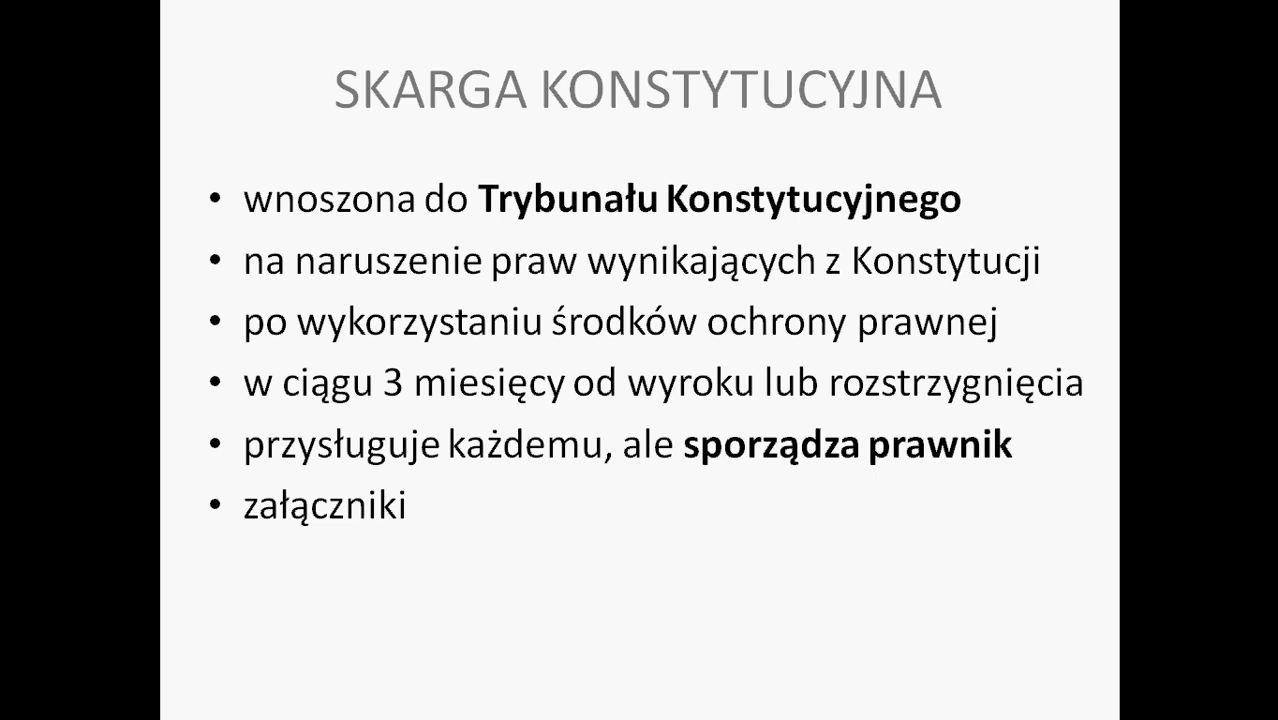 SKARGA KONSTYTUCYJNA
• wnoszona do Trybunału Konstytucyjnego
• na naruszenie praw wynikających z Konstytucji
• po wykorzystaniu środków ochrony prawnej
• w ciągu 3 miesięcy od wyroku lub rozstrzygnięcia
• przysługuje każdemu, ale sporządza prawnik
• załączniki